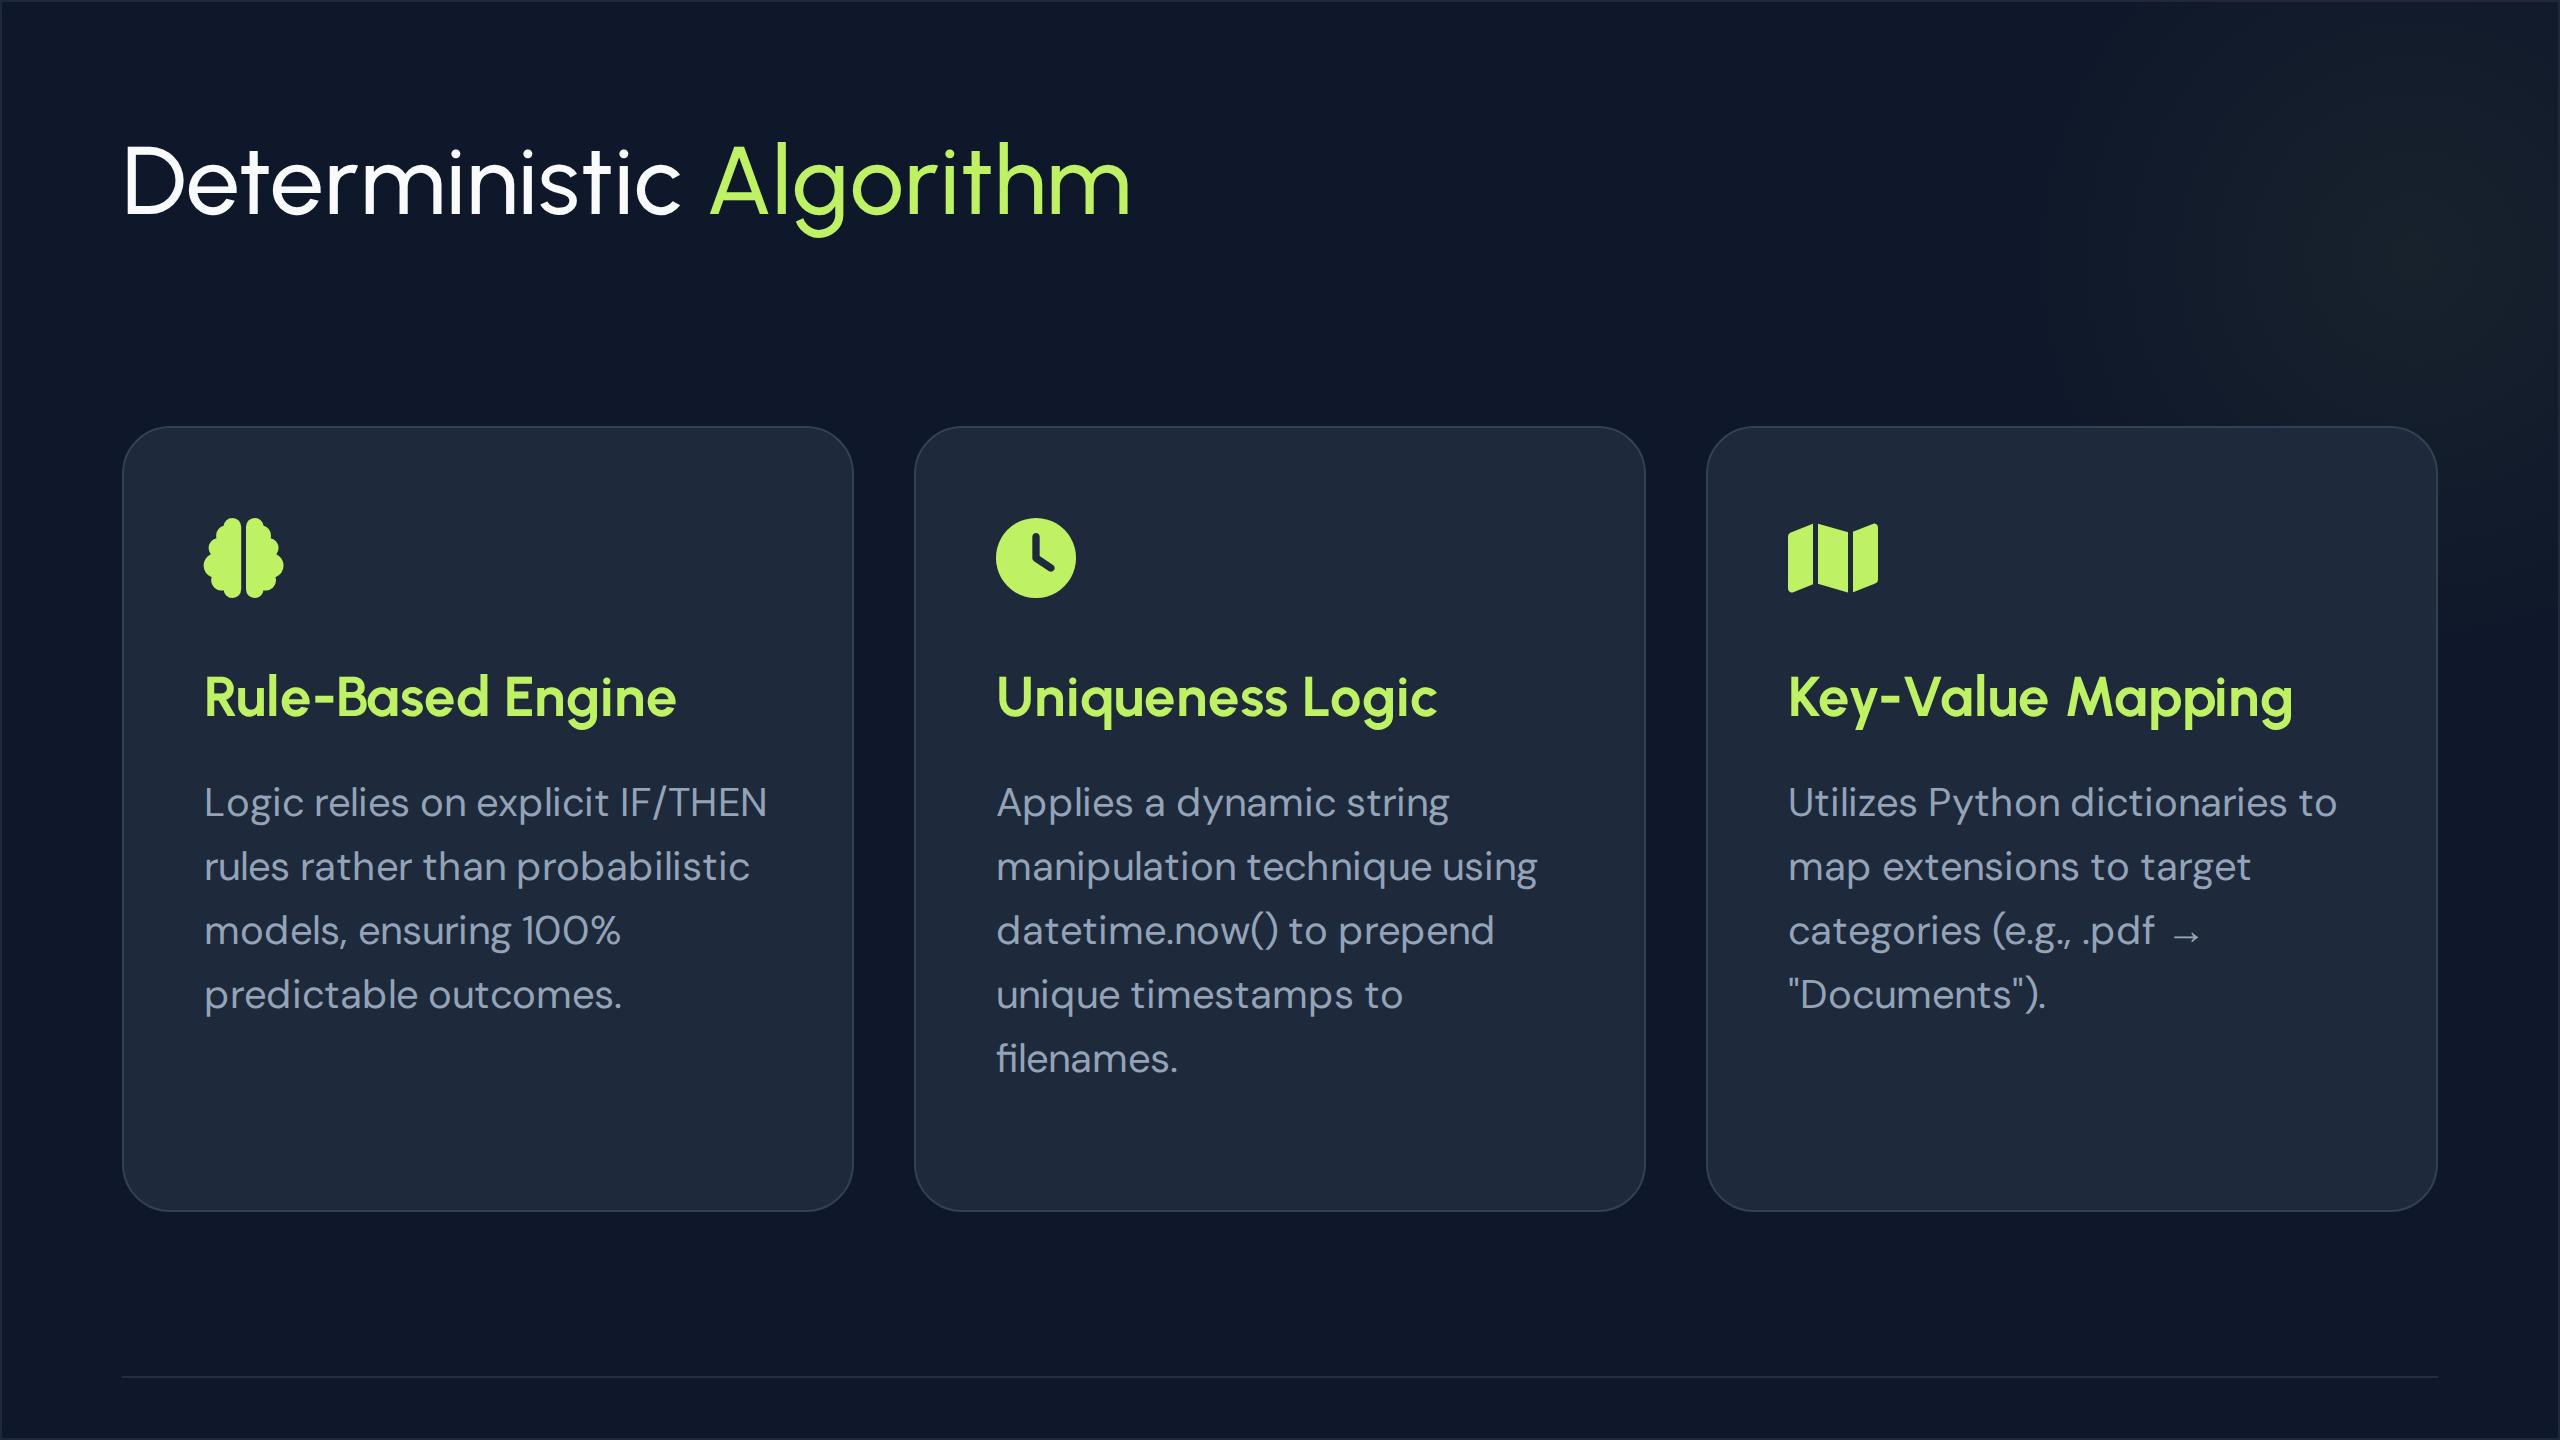 Deterministic Algorithm
Rule-Based Engine
Logic relies on explicit IF/THEN
rules rather than probabilistic
models, ensuring 100%
predictable outcomes.
Uniqueness Logic
Applies a dynamic string
manipulation technique using
datetime.now() to prepend
unique timestamps to
filenames.
Key-Value Mapping
Utilizes Python dictionaries to
map extensions to target
categories (e.g., .pdf →
"Documents").